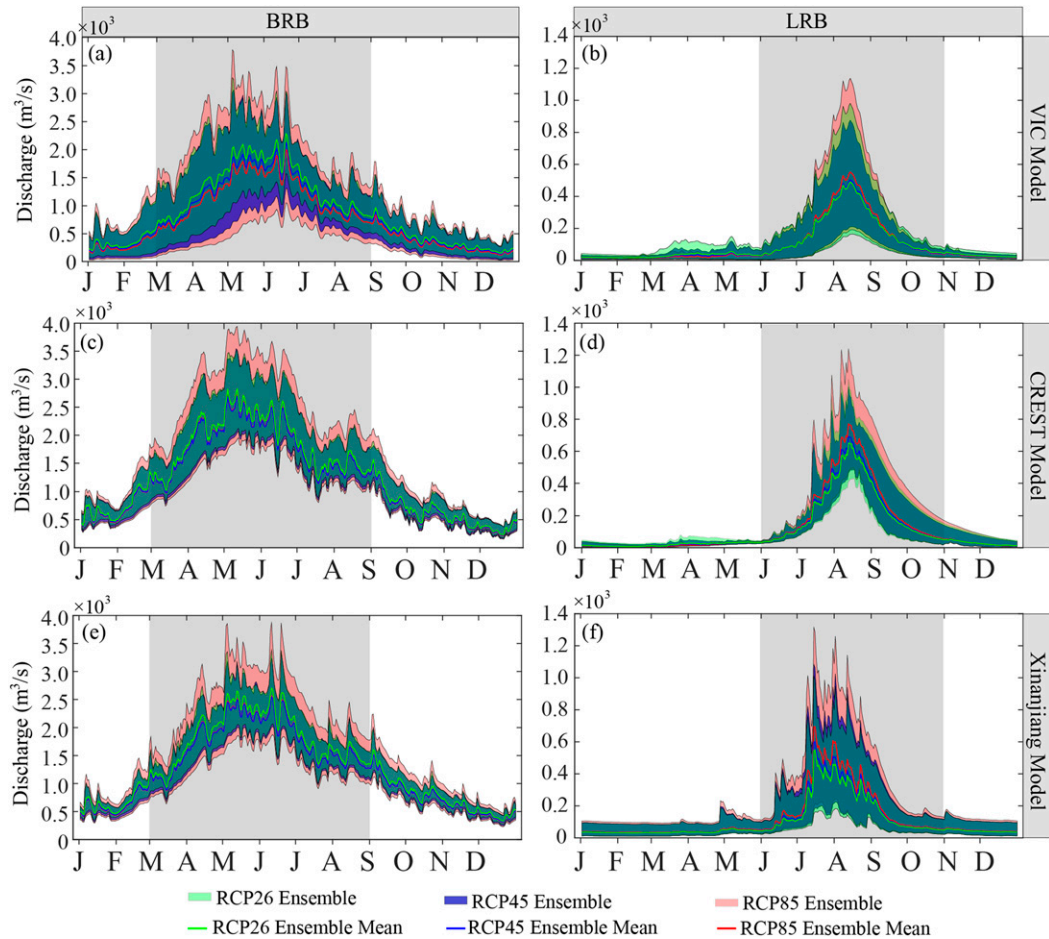 BRB LRB
×10³ ×10³
(a) (b)
Discharge (m³/s)
4.0 3.5 3.0 2.5 2.0 1.5 1.0 0.5 0
1.4 1.2 1.0 0.8 0.6 0.4 0.2 0
VIC Model
J F M A M J J A S O N D J F M A M J J A S O N D
×10³ ×10³
(c) (d)
Discharge (m³/s)
4.0 3.5 3.0 2.5 2.0 1.5 1.0 0.5 0
1.4 1.2 1.0 0.8 0.6 0.4 0.2 0
CREST Model
J F M A M J J A S O N D J F M A M J J A S O N D
×10³ ×10³
(e) (f)
Discharge (m³/s)
4.0 3.5 3.0 2.5 2.0 1.5 1.0 0.5 0
1.4 1.2 1.0 0.8 0.6 0.4 0.2 0
Xinanjiang Model
J F M A M J J A S O N D J F M A M J J A S O N D
RCP26 Ensemble RCP45 Ensemble RCP85 Ensemble
RCP26 Ensemble Mean RCP45 Ensemble Mean RCP85 Ensemble Mean